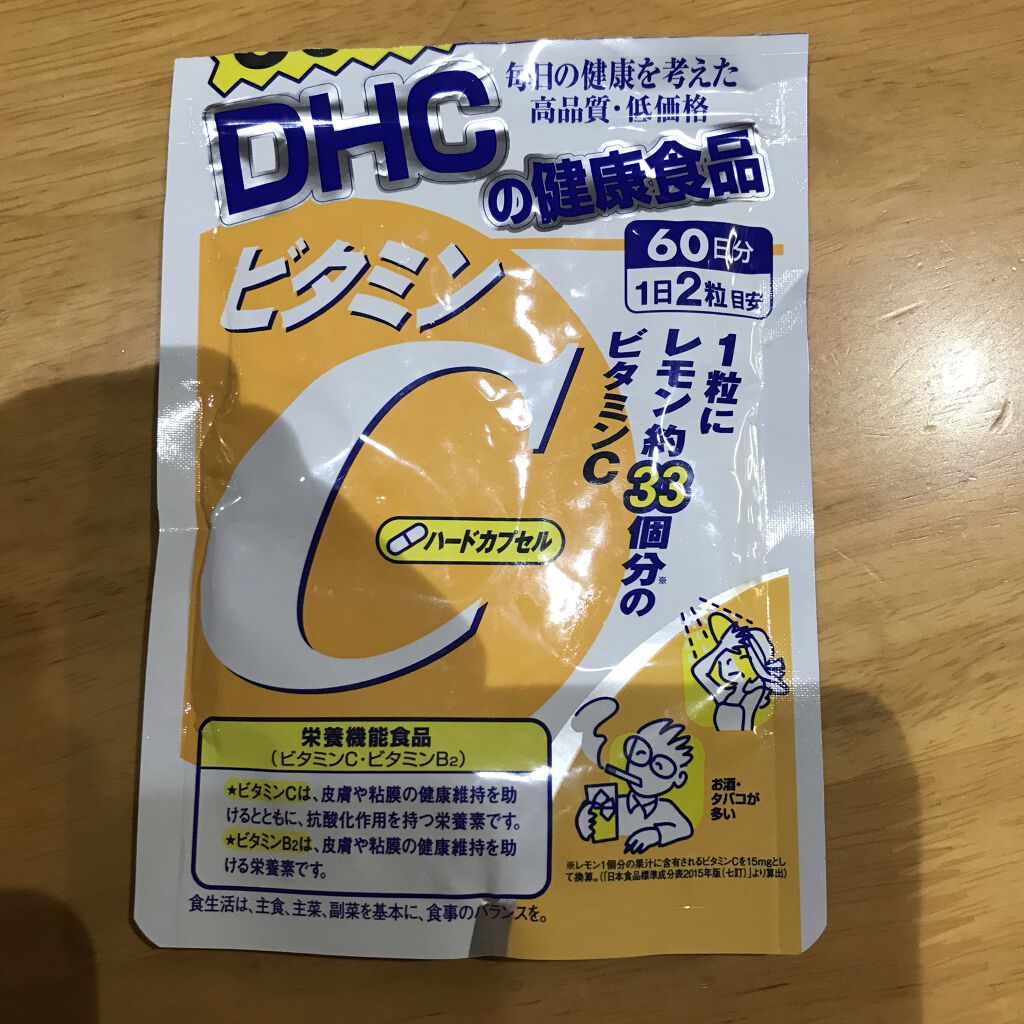 毎日の健康を考えた
高品質・低価格
DHC
の健康食品
60日分
1日2粒目安
ビタミン
C
1粒に
レモン約33個分の※
ビタミンC
ハードカプセル
お酒・
タバコが
多い
栄養機能食品
(ビタミンC・ビタミンB2)
★ビタミンCは、皮膚や粘膜の健康維持を助
けるとともに、抗酸化作用を持つ栄養素です。
★ビタミンB2は、皮膚や粘膜の健康維持を助
ける栄養素です。
※レモン1個分の果汁に含有されるビタミンCを15mgとし
て換算。(「日本食品標準成分表2015年版(七訂)」より算出)
食生活は、主食、主菜、副菜を基本に、食事のバランスを。